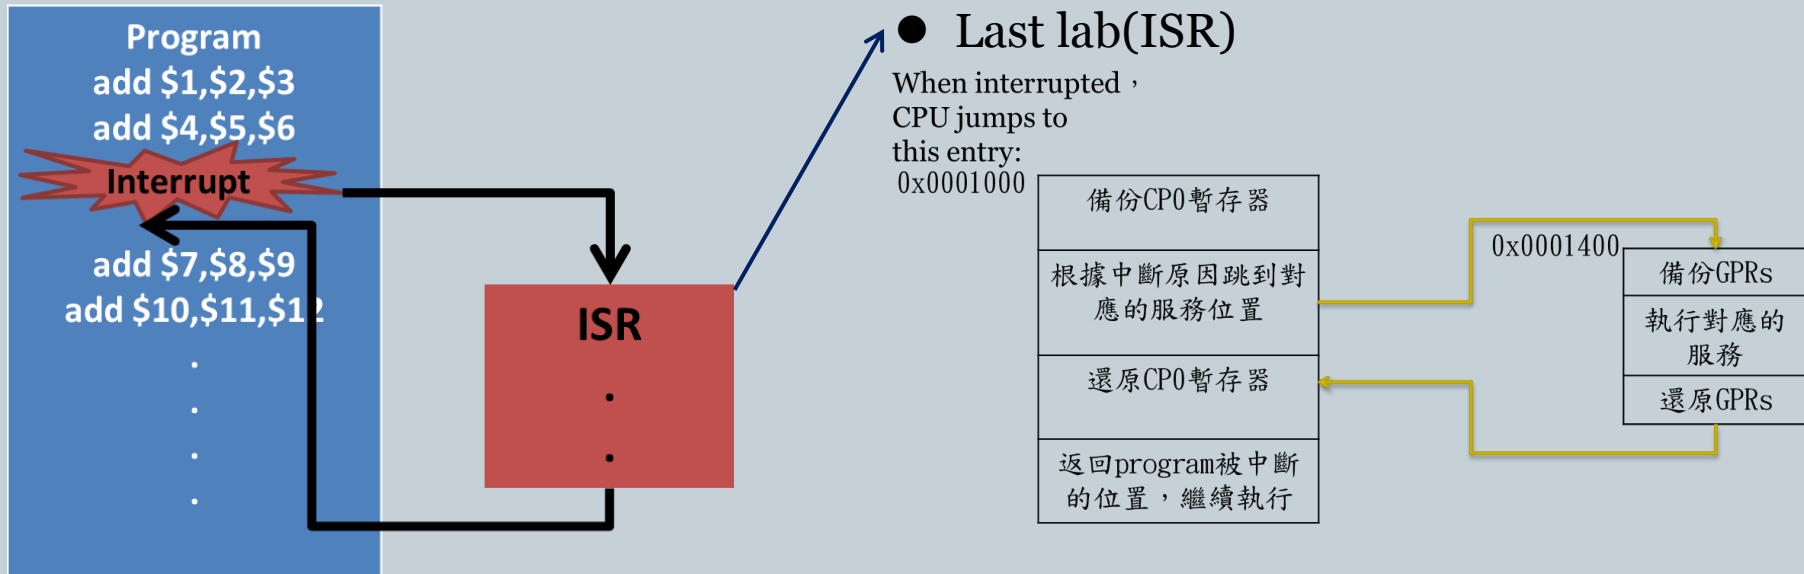 Program
add $1,$2,$3
add $4,$5,$6
Interrupt
add $7,$8,$9
add $10,$11,$12
.
.
.
.
ISR
.
.
● Last lab(ISR)
When interrupted，
CPU jumps to
this entry:
0x0001000
備份CP0暫存器
根據中斷原因跳到對
應的服務位置
還原CP0暫存器
返回program被中斷
的位置，繼續執行
0x0001400
備份GPRs
執行對應的
服務
還原GPRs